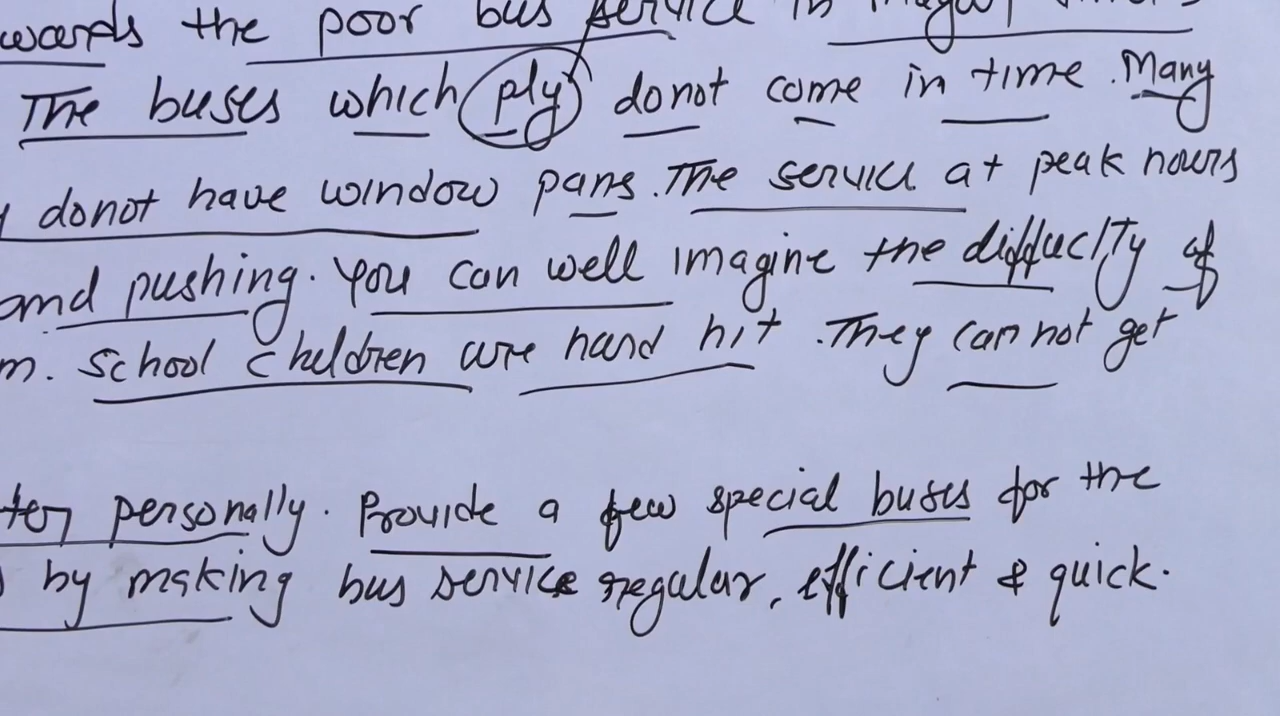 wards the poor bus service in
The buses which ply donot come in time. Many
donot have window pans. The service at peak hours
and pushing. You can well imagine the diffuclty of
m. School children are hard hit. They can not get
personally. Provide a few special buses for the
by making bus service regular, efficient & quick.